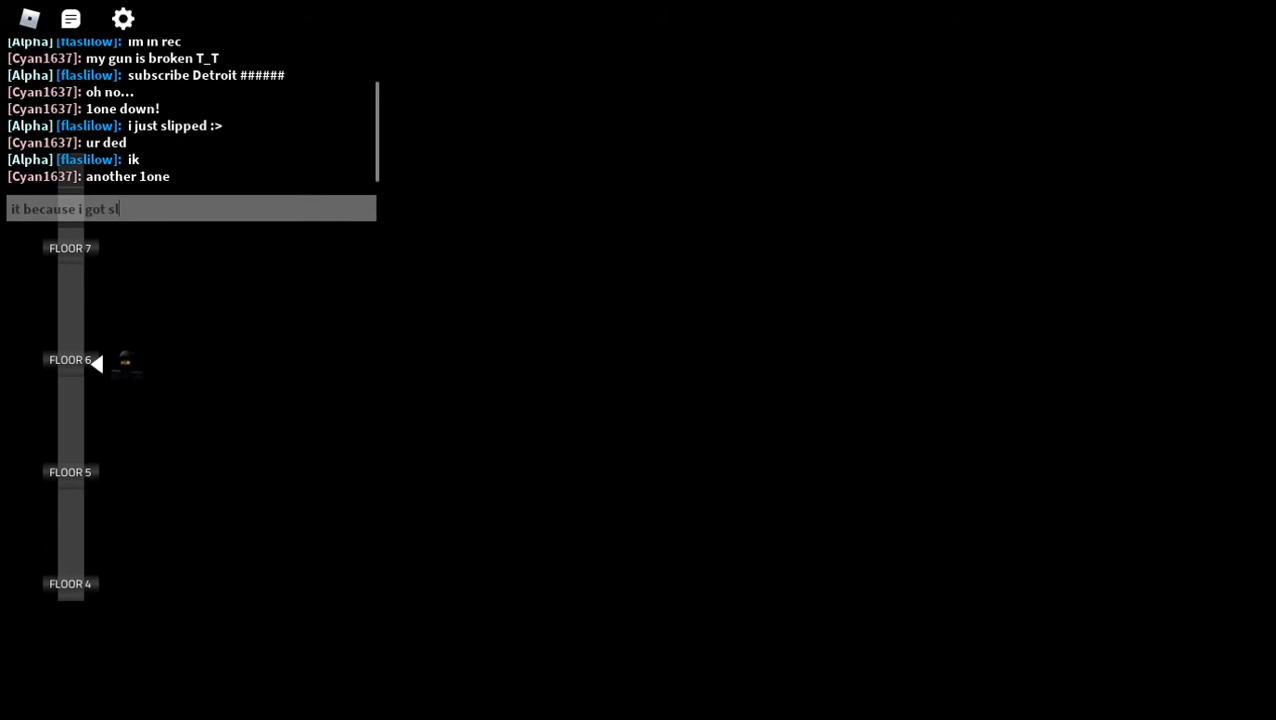 [Alpha] [flaslilow]: im in rec
[Cyan1637]: my gun is broken T_T
[Alpha] [flaslilow]: subscribe Detroit ######
[Cyan1637]: oh no...
[Cyan1637]: 1one down!
[Alpha] [flaslilow]: i just slipped :>
[Cyan1637]: ur ded
[Alpha] [flaslilow]: ik
[Cyan1637]: another 1one
it because i got sl
FLOOR 7
FLOOR 6
FLOOR 5
FLOOR 4